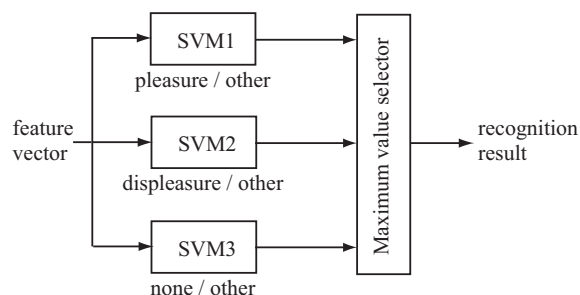 SVM1
pleasure / other
feature
vector
SVM2
displeasure / other
SVM3
none / other
Maximum value selector
recognition
result